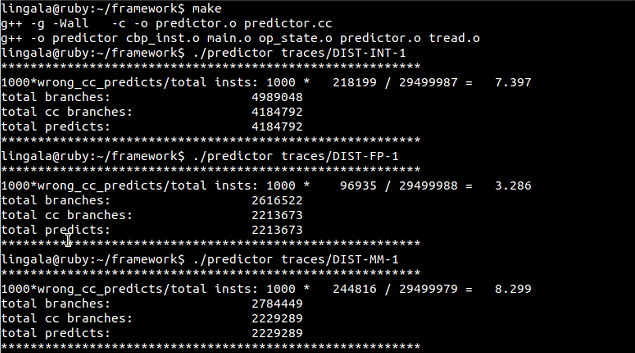 lingala@ruby:~/framework$ make
g++ -g -Wall   -c -o predictor.o predictor.cc
g++ -o predictor cbp_inst.o main.o op_state.o predictor.o tread.o
lingala@ruby:~/framework$ ./predictor traces/DIST-INT-1
*********************************************************
1000*wrong_cc_predicts/total insts: 1000 *   218199 / 29499987 =   7.397
total branches:                   4989048
total cc branches:                4184792
total predicts:                   4184792
*********************************************************
lingala@ruby:~/framework$ ./predictor traces/DIST-FP-1
*********************************************************
1000*wrong_cc_predicts/total insts: 1000 *    96935 / 29499988 =   3.286
total branches:                   2616522
total cc branches:                2213673
total predicts:                   2213673
*********************************************************
lingala@ruby:~/framework$ ./predictor traces/DIST-MM-1
*********************************************************
1000*wrong_cc_predicts/total insts: 1000 *   244816 / 29499979 =   8.299
total branches:                   2784449
total cc branches:                2229289
total predicts:                   2229289
*********************************************************